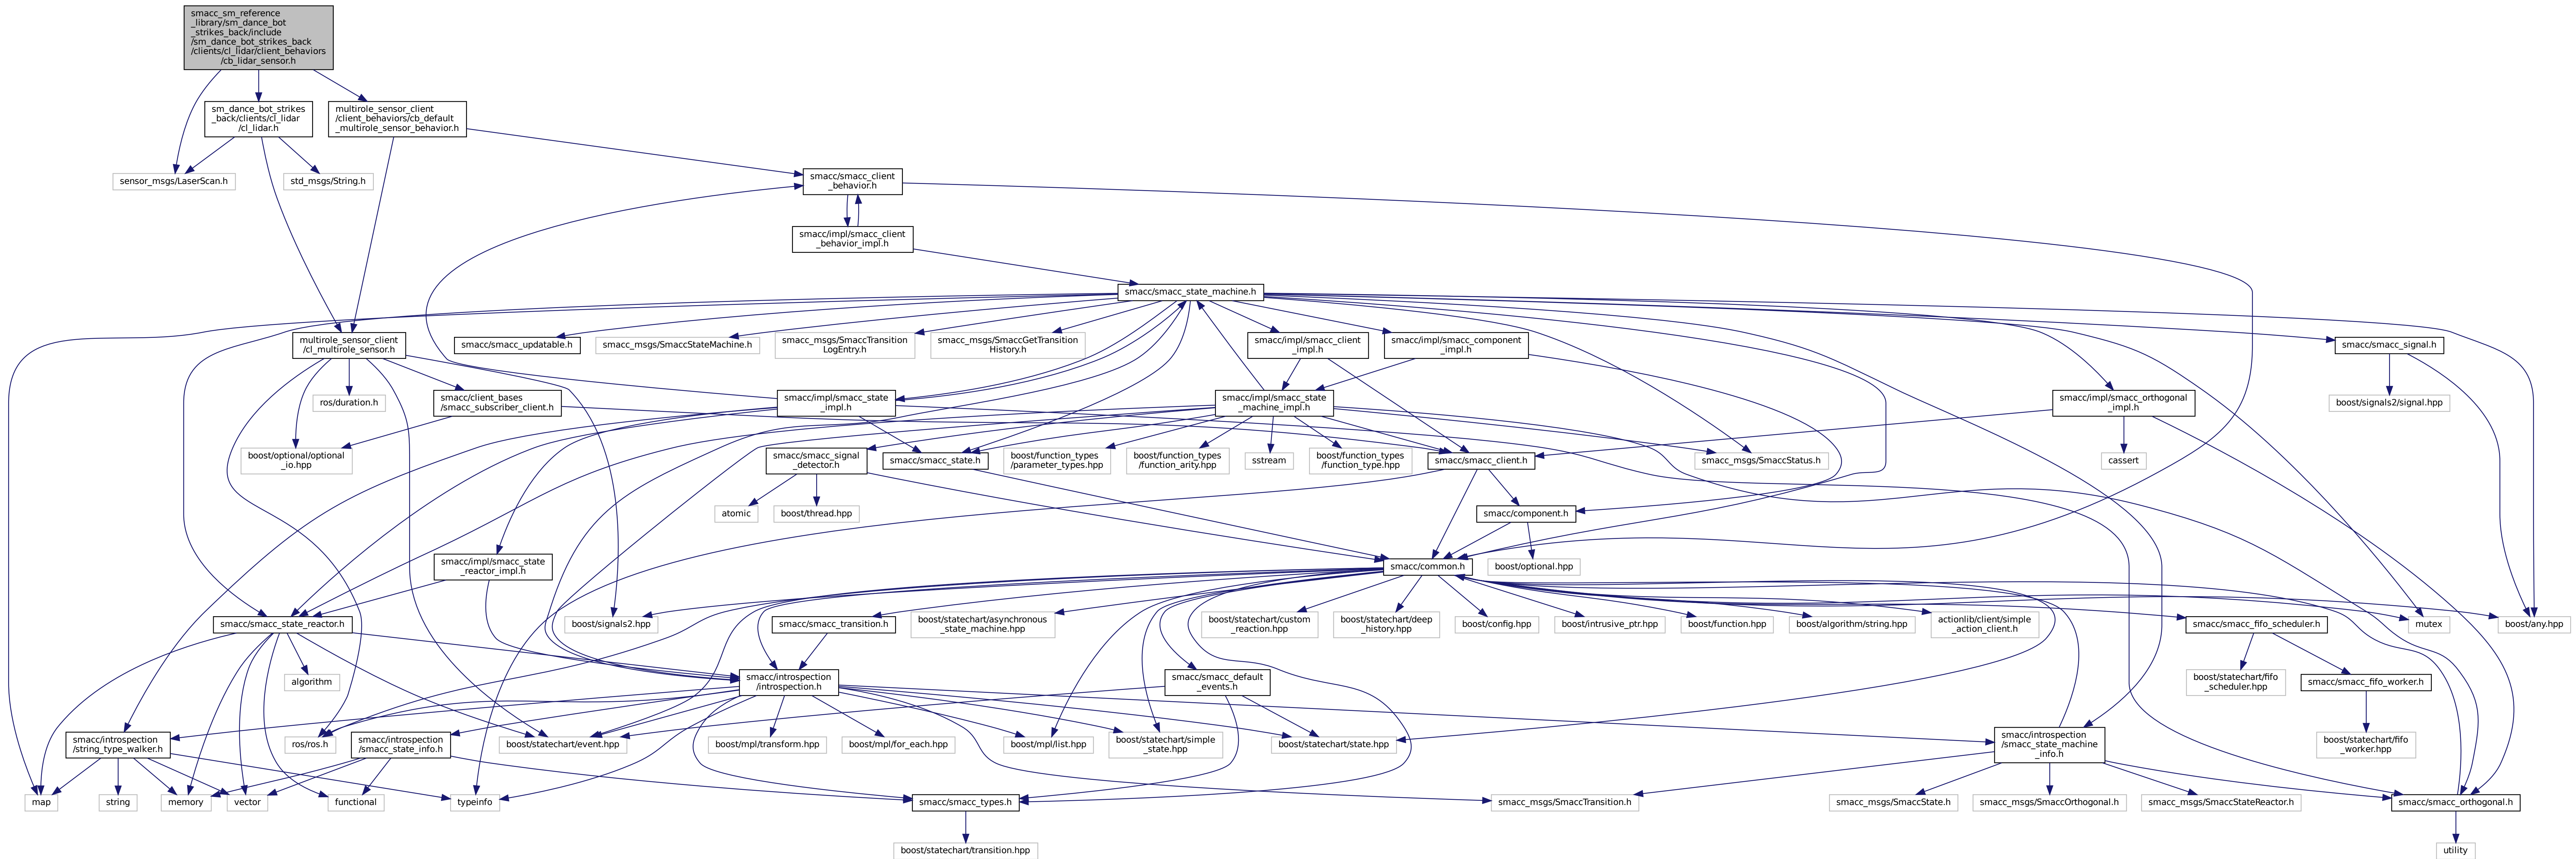 smacc_sm_reference
_library/sm_dance_bot
_strikes_back/include
/sm_dance_bot_strikes_back
/clients/cl_lidar/client_behaviors
/cb_lidar_sensor.h
sm_dance_bot_strikes
_back/clients/cl_lidar
/cl_lidar.h
multirole_sensor_client
/client_behaviors/cb_default
_multirole_sensor_behavior.h
sensor_msgs/LaserScan.h
std_msgs/String.h
smacc/smacc_client
_behavior.h
smacc/impl/smacc_client
_behavior_impl.h
smacc/smacc_state_machine.h
multirole_sensor_client
/cl_multirole_sensor.h
smacc/smacc_updatable.h
smacc_msgs/SmaccStateMachine.h
smacc_msgs/SmaccTransition
LogEntry.h
smacc_msgs/SmaccGetTransition
History.h
smacc/impl/smacc_client
_impl.h
smacc/impl/smacc_component
_impl.h
smacc/smacc_signal.h
ros/duration.h
smacc/client_bases
/smacc_subscriber_client.h
smacc/impl/smacc_state
_impl.h
smacc/impl/smacc_state
_machine_impl.h
smacc/impl/smacc_orthogonal
_impl.h
boost/signals2/signal.hpp
boost/optional/optional
_io.hpp
smacc/smacc_signal
_detector.h
smacc/smacc_state.h
boost/function_types
/parameter_types.hpp
boost/function_types
/function_arity.hpp
sstream
boost/function_types
/function_type.hpp
smacc/smacc_client.h
smacc_msgs/SmaccStatus.h
cassert
atomic
boost/thread.hpp
smacc/component.h
smacc/impl/smacc_state
_reactor_impl.h
smacc/common.h
boost/optional.hpp
smacc/smacc_state_reactor.h
boost/signals2.hpp
smacc/smacc_transition.h
boost/statechart/asynchronous
_state_machine.hpp
boost/statechart/custom
_reaction.hpp
boost/statechart/deep
_history.hpp
boost/config.hpp
boost/intrusive_ptr.hpp
boost/function.hpp
boost/algorithm/string.hpp
actionlib/client/simple
_action_client.h
smacc/smacc_fifo_scheduler.h
mutex
boost/any.hpp
algorithm
smacc/introspection
/introspection.h
smacc/smacc_default
_events.h
boost/statechart/fifo
_scheduler.hpp
smacc/smacc_fifo_worker.h
smacc/introspection
/string_type_walker.h
ros/ros.h
smacc/introspection
/smacc_state_info.h
boost/statechart/event.hpp
boost/mpl/transform.hpp
boost/mpl/for_each.hpp
boost/mpl/list.hpp
boost/statechart/simple
_state.hpp
boost/statechart/state.hpp
smacc/introspection
/smacc_state_machine
_info.h
boost/statechart/fifo
_worker.hpp
map
string
memory
vector
functional
typeinfo
smacc/smacc_types.h
smacc_msgs/SmaccTransition.h
smacc_msgs/SmaccState.h
smacc_msgs/SmaccOrthogonal.h
smacc_msgs/SmaccStateReactor.h
smacc/smacc_orthogonal.h
boost/statechart/transition.hpp
utility